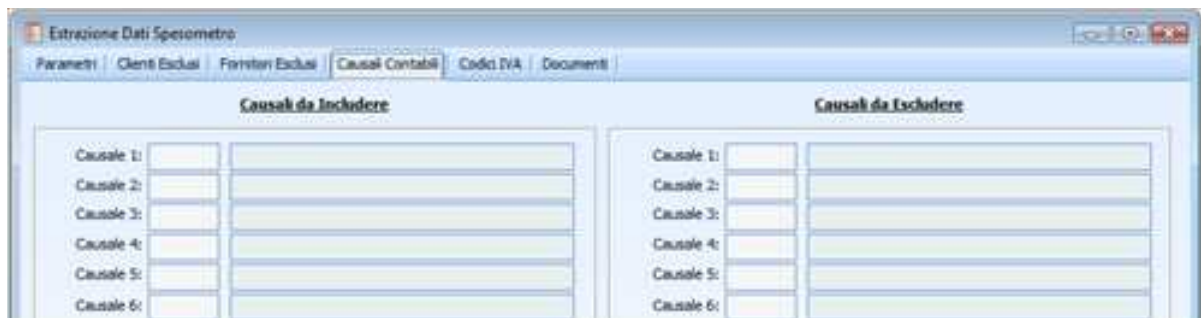 Estrazione Dati Spesometro
Parametri Clienti Esclusi Fornitori Esclusi Causali Contabili Codici IVA Documenti
Causali da Includere Causali da Escludere
Causale 1: Causale 1:
Causale 2: Causale 2:
Causale 3: Causale 3:
Causale 4: Causale 4:
Causale 5: Causale 5:
Causale 6: Causale 6: